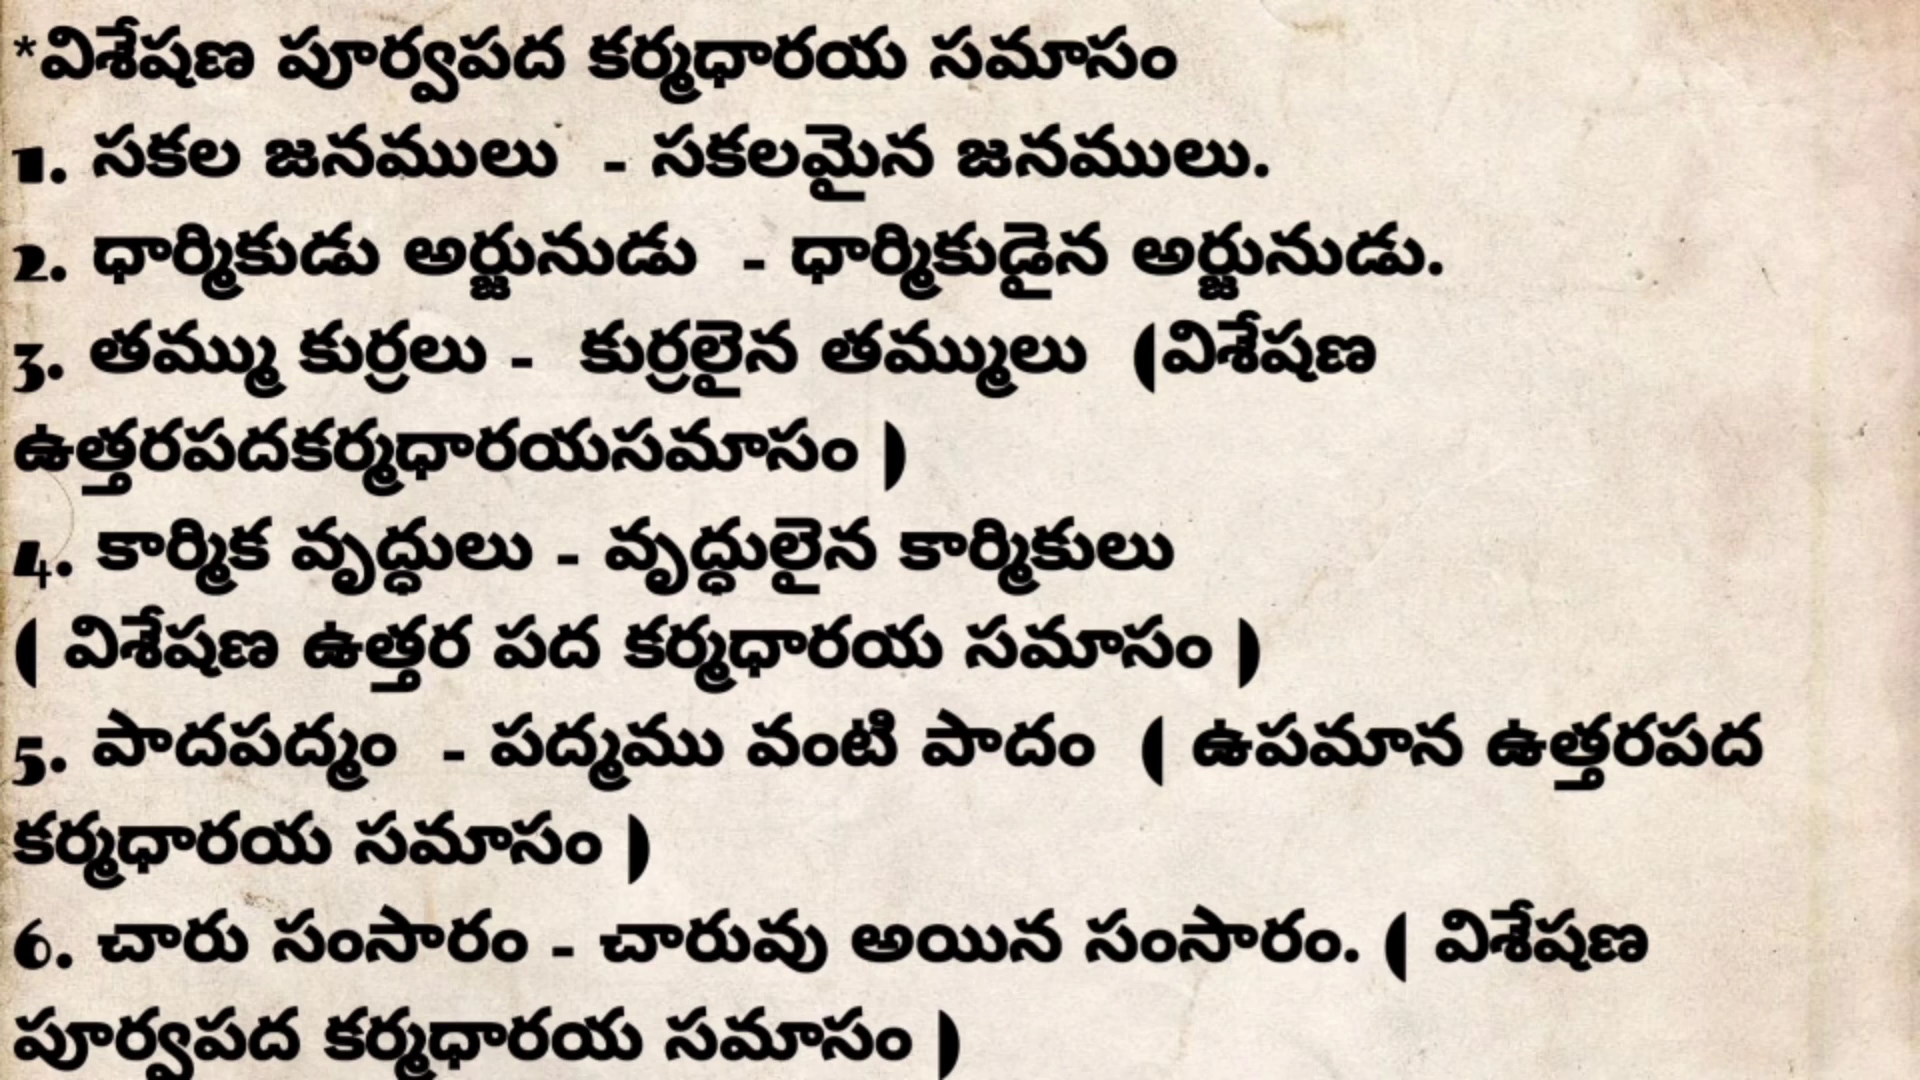 *విశేషణ పూర్వపద కర్మధారయ సమాసం
1. సకల జనములు - సకలమైన జనములు.
2. ధార్మికుడు అర్జునుడు - ధార్మికుడైన అర్జునుడు.
3. తమ్ము కుర్రలు - కుర్రలైన తమ్ములు (విశేషణ
ఉత్తరపదకర్మధారయసమాసం )
4. కార్మిక వృద్ధులు - వృద్ధులైన కార్మికులు
( విశేషణ ఉత్తర పద కర్మధారయ సమాసం )
5. పాదపద్మం - పద్మము వంటి పాదం ( ఉపమాన ఉత్తరపద
కర్మధారయ సమాసం )
6. చారు సంసారం - చారువు అయిన సంసారం. ( విశేషణ
పూర్వపద కర్మధారయ సమాసం )